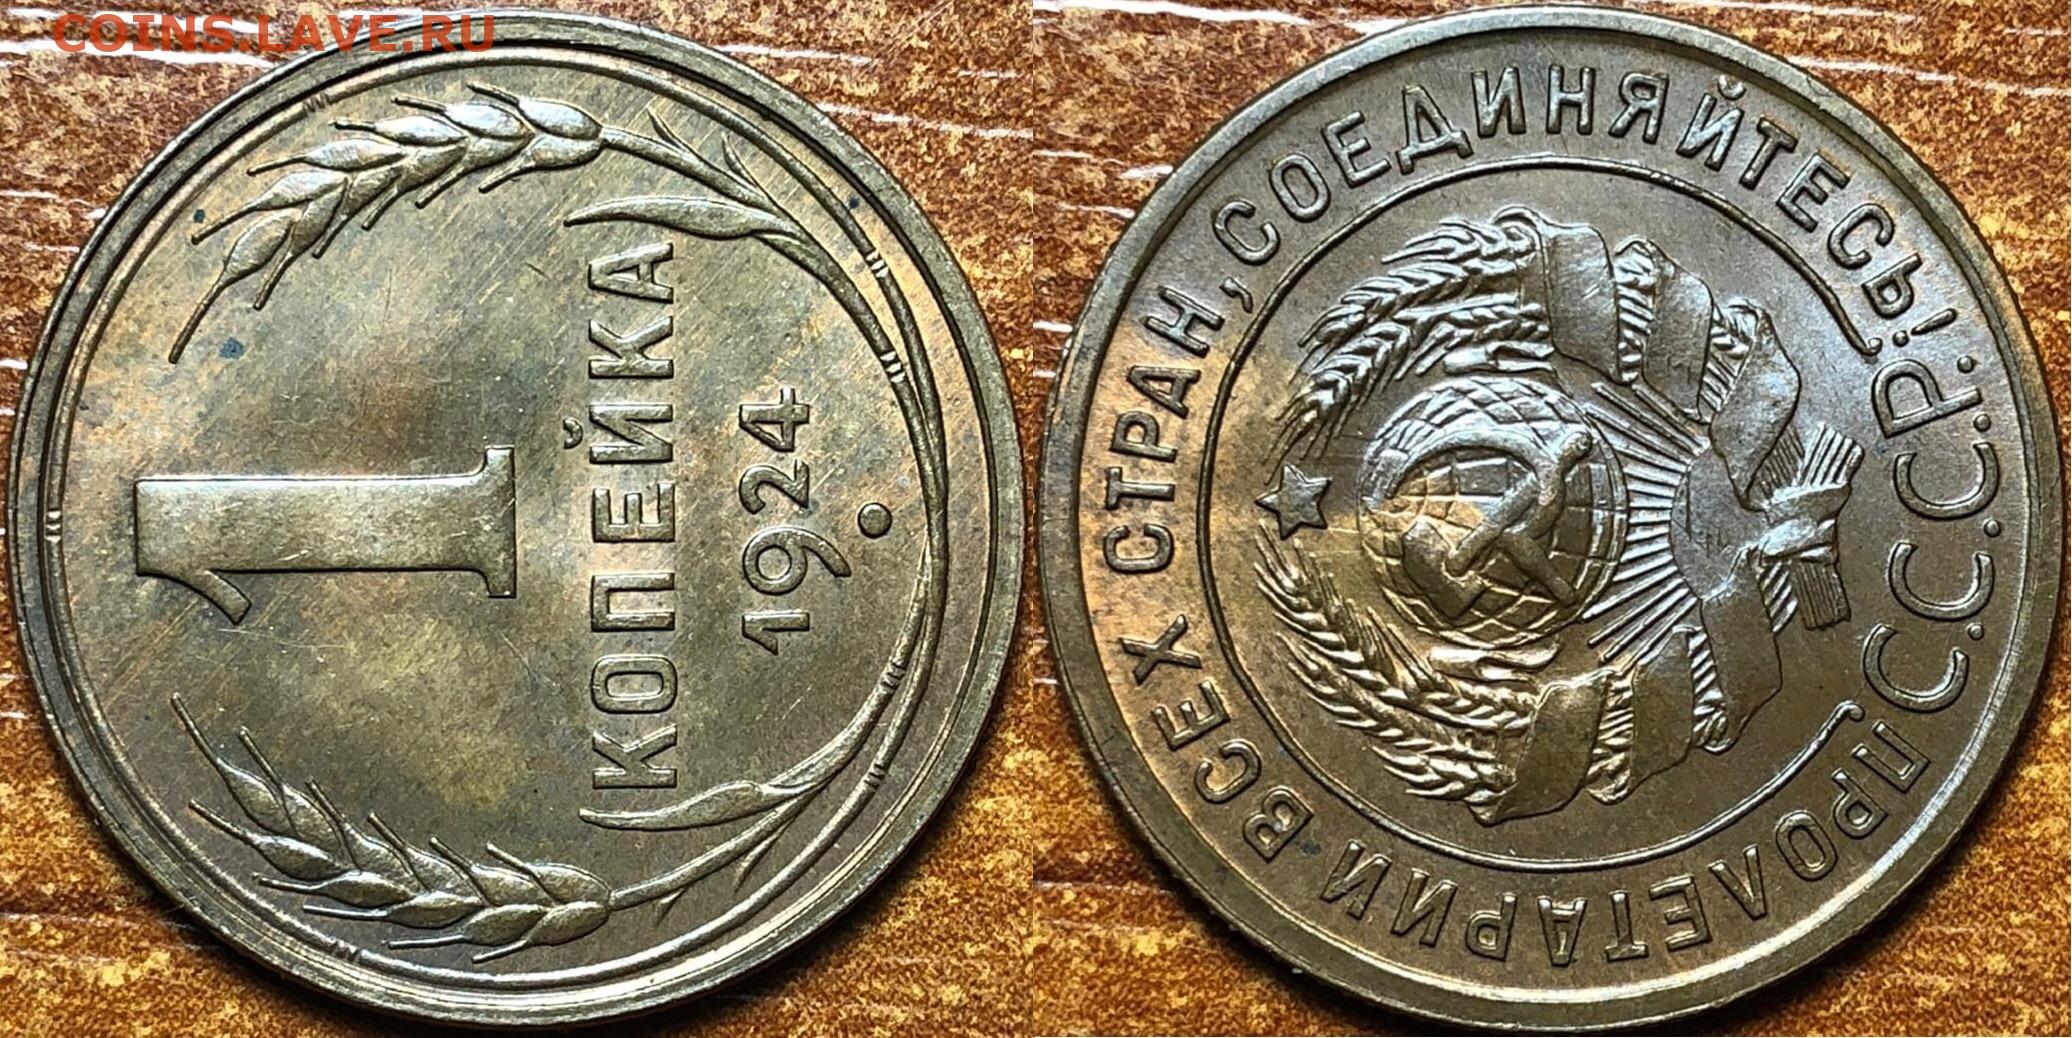 COINS.LAVE.RU
1
КОПЕЙКА
1924
ПРОЛЕТАРИИ ВСЕХ СТРАН, СОЕДИНЯЙТЕСЬ!
С.С.С.Р.